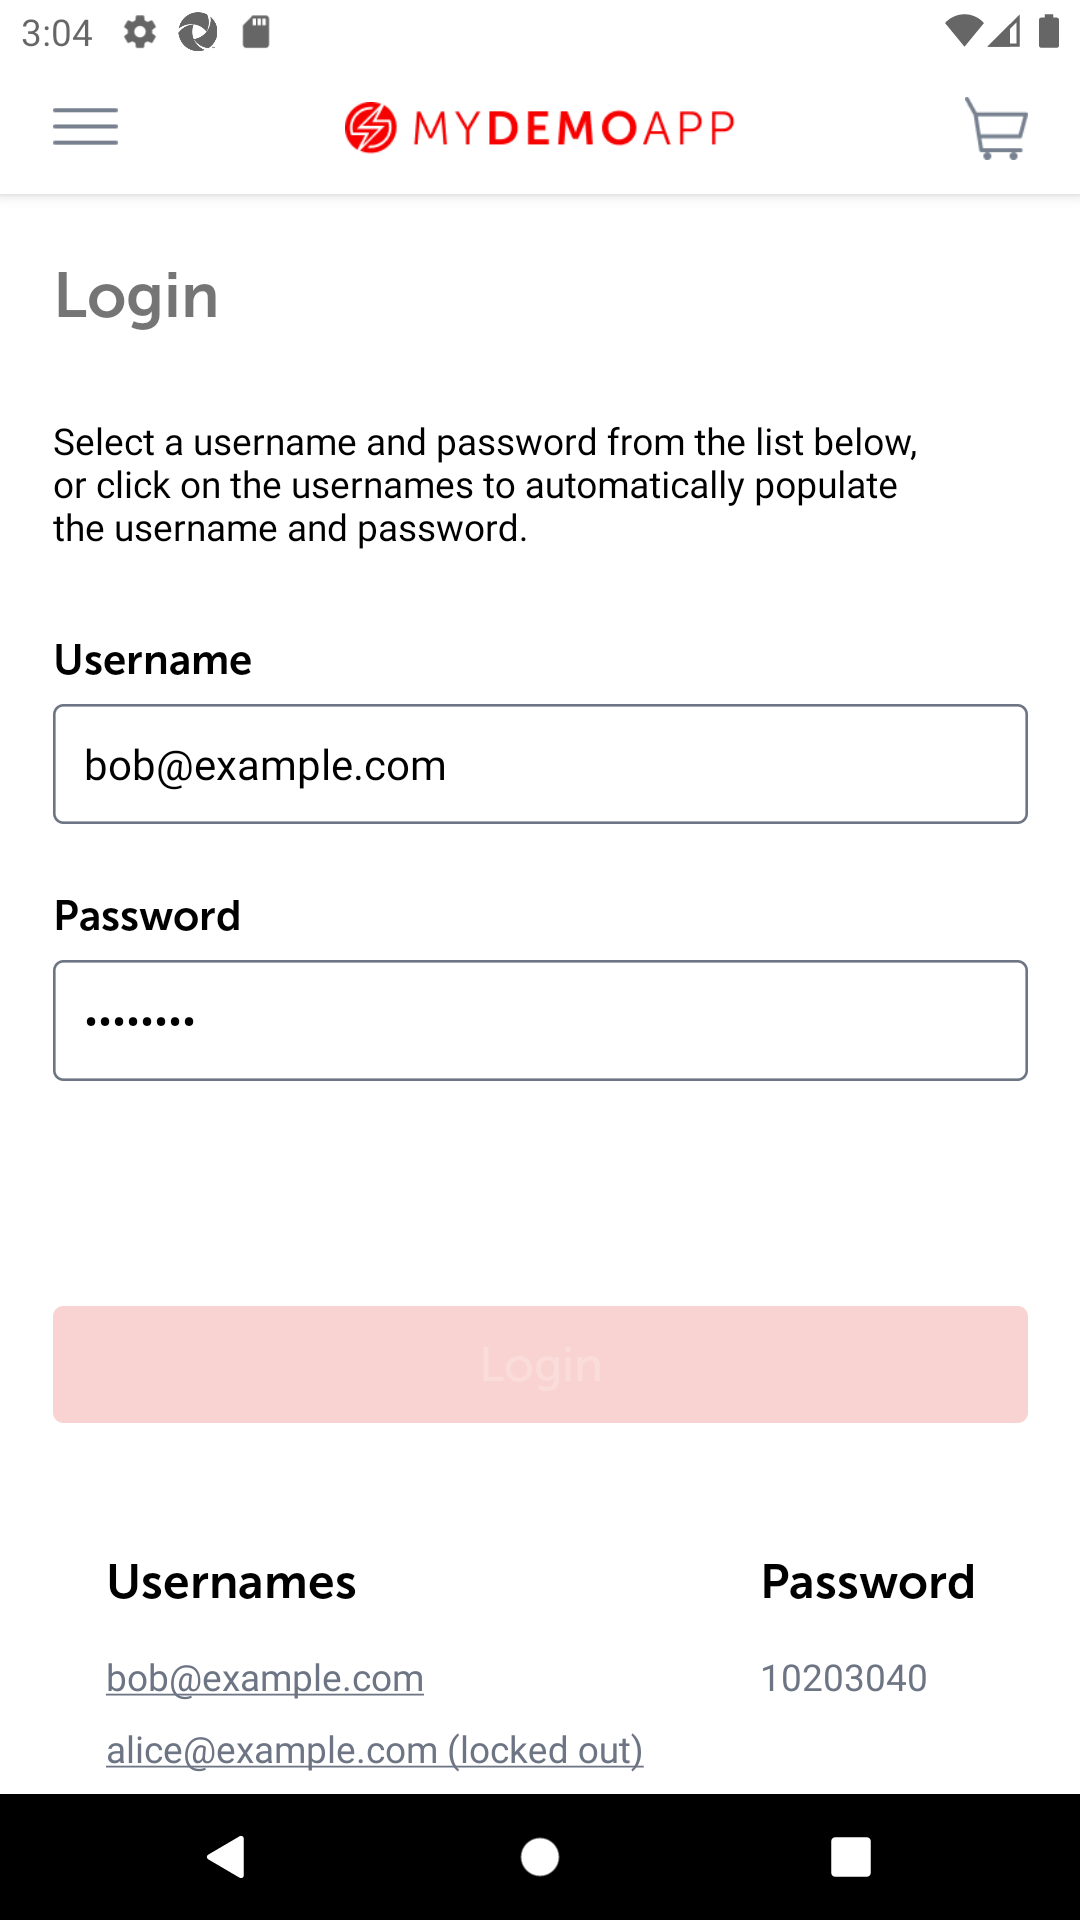 3:04
MYDEMOAPP
Login
Select a username and password from the list below,
or click on the usernames to automatically populate
the username and password.
Username
bob@example.com
Password
••••••••
Login
Usernames Password
bob@example.com 10203040
alice@example.com (locked out)